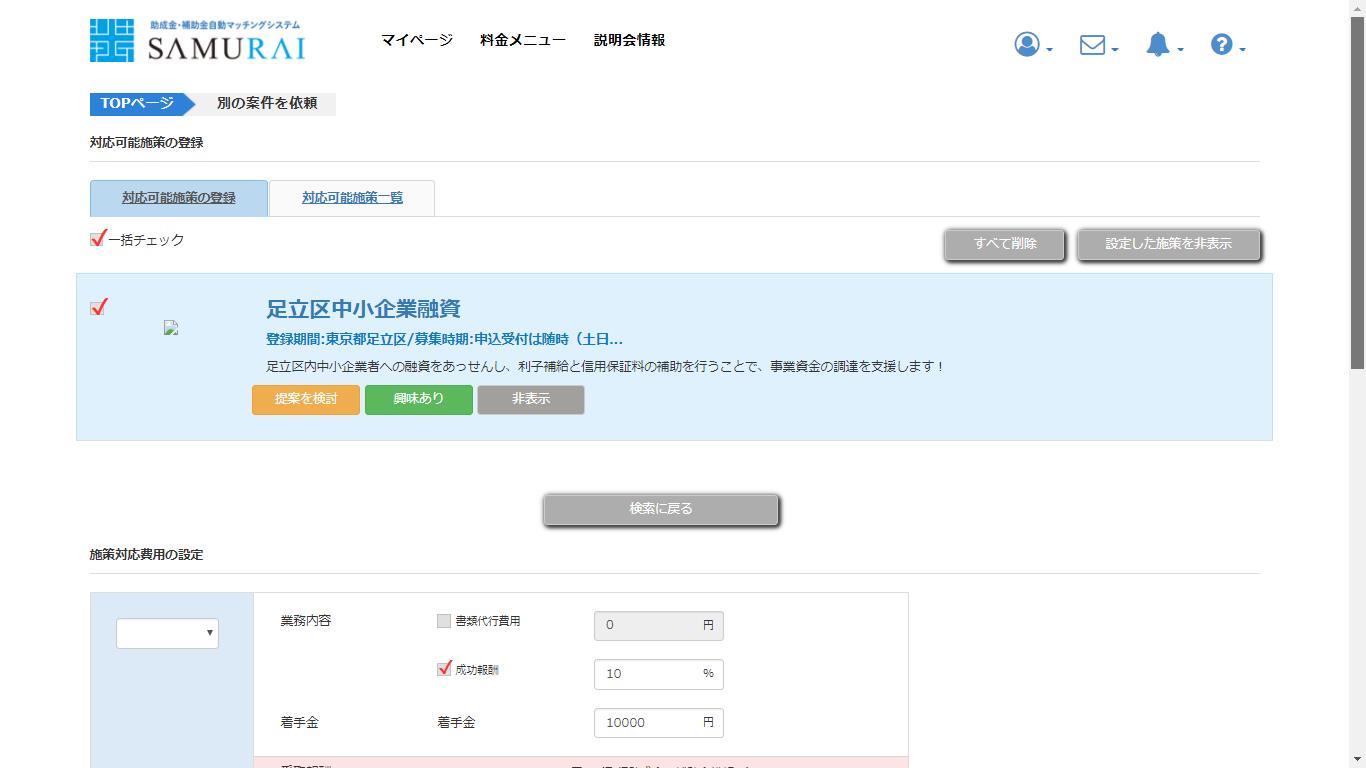 助成金・補助金自動マッチングシステム
SAMURAI
マイページ 料金メニュー 説明会情報
TOPページ 別の案件を依頼
対応可能施策の登録
対応可能施策の登録 対応可能施策一覧
一括チェック すべて削除 設定した施策を非表示
足立区中小企業融資
登録期間:東京都足立区/募集時期:申込受付は随時（土日...
足立区内中小企業者への融資をあっせんし、利子補給と信用保証料の補助を行うことで、事業資金の調達を支援します！
提案を検討 興味あり 非表示
検索に戻る
施策対応費用の設定
業務内容 書類代行費用 0 円
成功報酬 10 %
着手金 着手金 10000 円